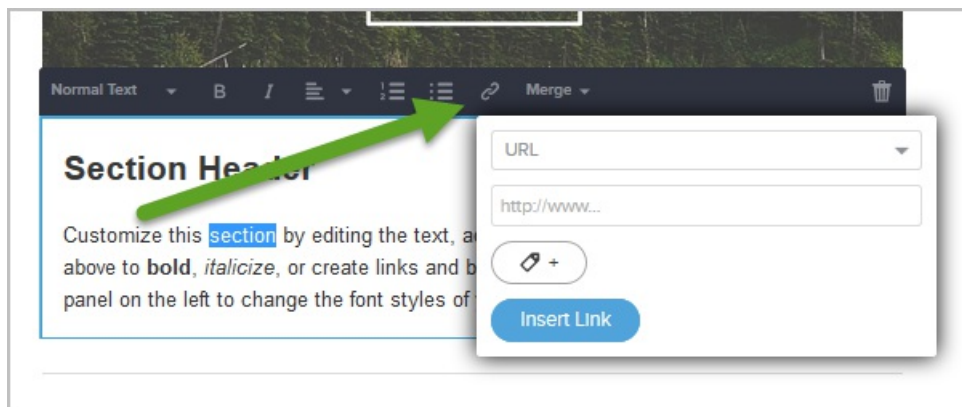 Normal Text B I Merge
Section Header
Customize this section by editing the text, a
above to bold, italicize, or create links and b
panel on the left to change the font styles of
URL
http://www...
+
Insert Link